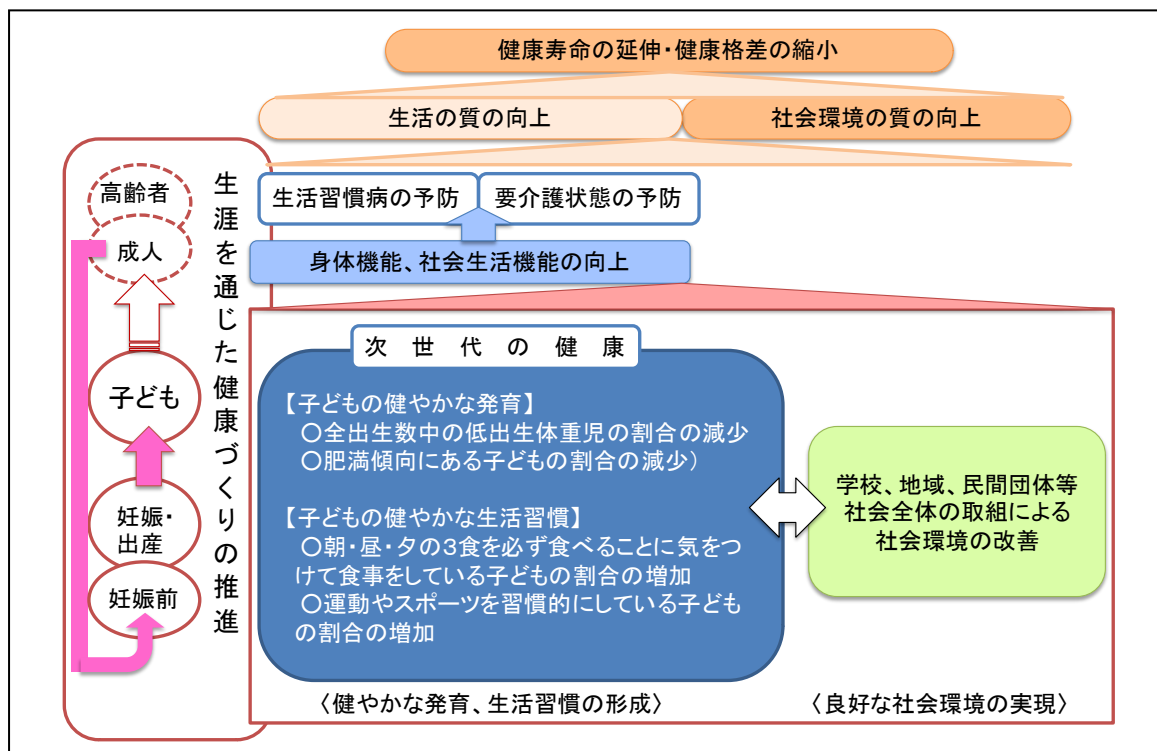 健康寿命の延伸・健康格差の縮小
生活の質の向上
社会環境の質の向上
生涯を通じた健康づくりの推進
高齢者
成人
子ども
妊娠・
出産
妊娠前
生活習慣病の予防
要介護状態の予防
身体機能、社会生活機能の向上
次世代の健康
【子どもの健やかな発育】
○全出生数中の低出生体重児の割合の減少
○肥満傾向にある子どもの割合の減少）
【子どもの健やかな生活習慣】
○朝・昼・夕の３食を必ず食べることに気をつ
けて食事をしている子どもの割合の増加
○運動やスポーツを習慣的にしている子ども
の割合の増加
学校、地域、民間団体等
社会全体の取組による
社会環境の改善
〈健やかな発育、生活習慣の形成〉
〈良好な社会環境の実現〉